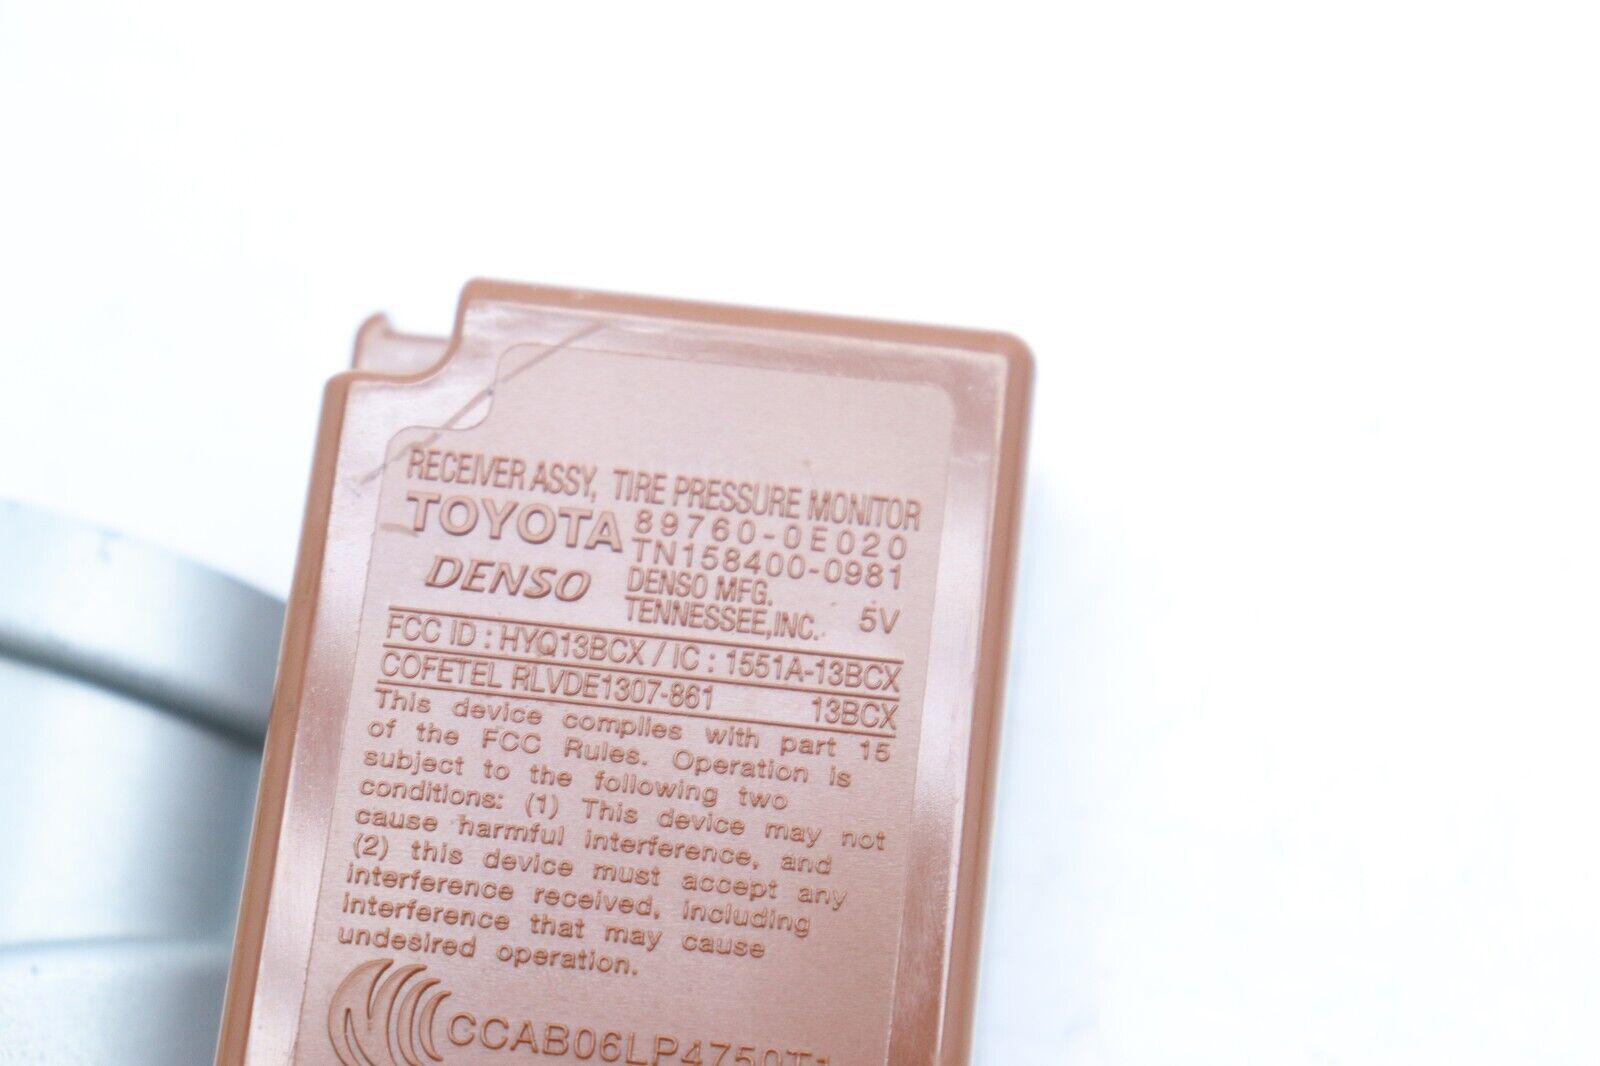 RECEIVER ASSY, TIRE PRESSURE MONITOR
TOYOTA 89760-0E020
TN158400-0981
DENSO DENSO MFG.
TENNESSEE,INC. 5V
FCC ID : HYQ13BCX / IC : 1551A-13BCX
COFETEL RLVDE1307-861 13BCX
This device complies with part 15
of the FCC Rules. Operation is
subject to the following two
conditions: (1) This device may not
cause harmful interference, and
(2) this device must accept any
interference received, including
interference that may cause
undesired operation.
CCAB06LP4750T1